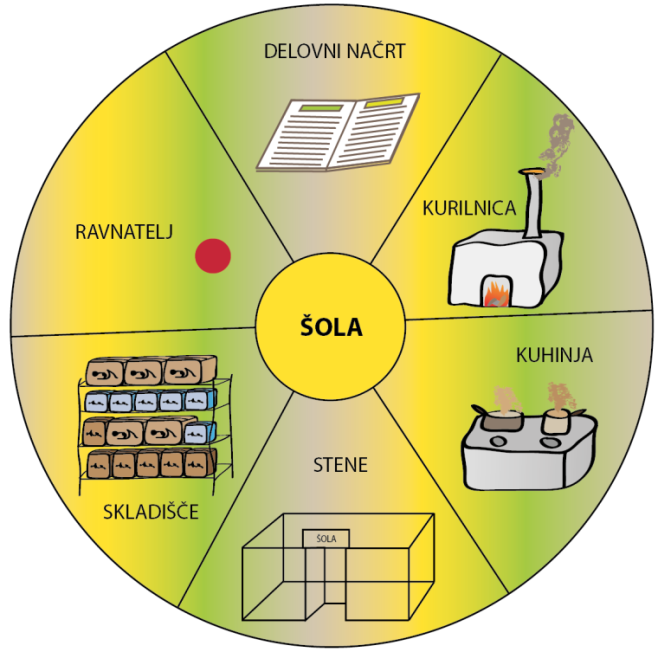 DELOVNI NAČRT
KURILNICA
RAVNATELJ
ŠOLA
KUHINJA
STENE
SKLADIŠČE
ŠOLA